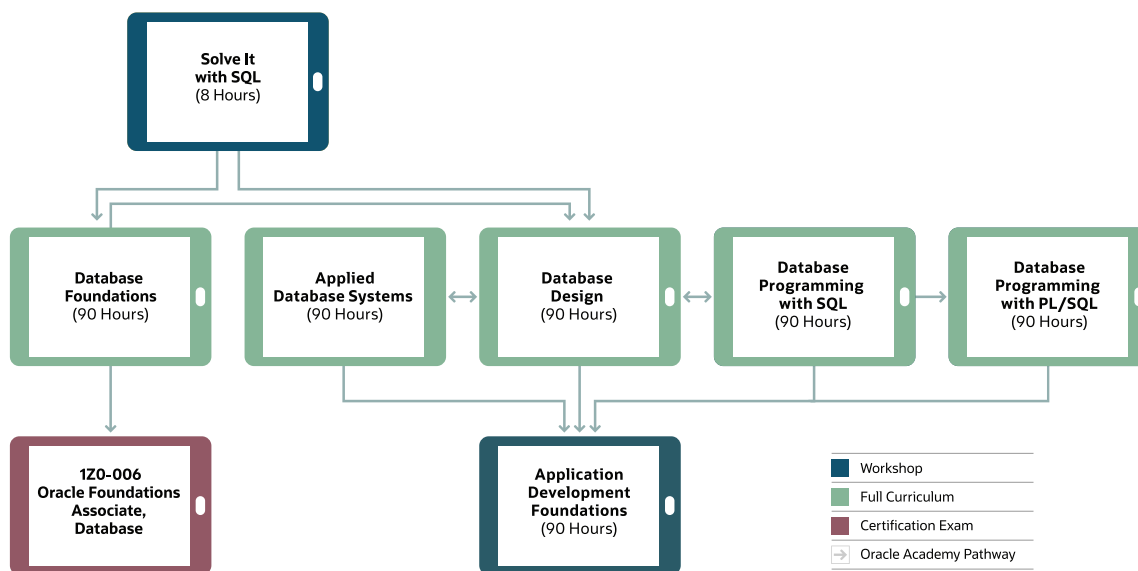 Solve It
with SQL
(8 Hours)
Database
Foundations
(90 Hours)
Applied
Database Systems
(90 Hours)
Database
Design
(90 Hours)
Database
Programming
with SQL
(90 Hours)
Database
Programming
with PL/SQL
(90 Hours)
1Z0-006
Oracle Foundations
Associate,
Database
Application
Development
Foundations
(90 Hours)
Workshop
Full Curriculum
Certification Exam
Oracle Academy Pathway